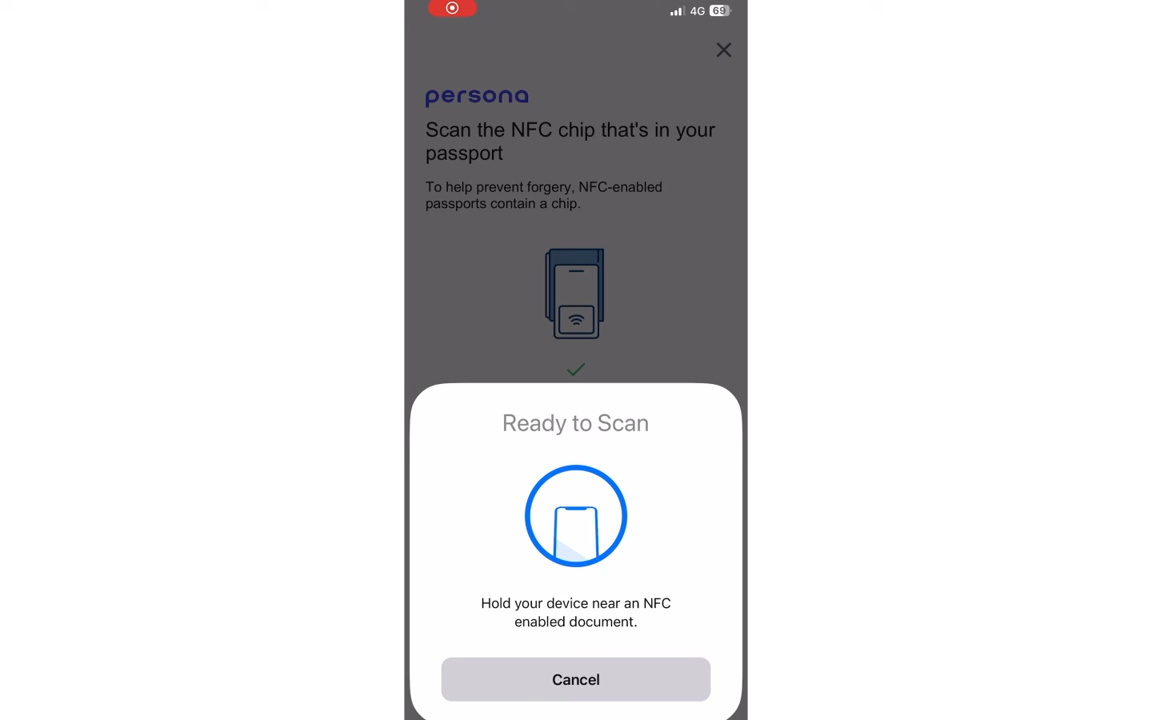 4G 69
persona
Scan the NFC chip that's in your
passport
To help prevent forgery, NFC-enabled
passports contain a chip.
Ready to Scan
Hold your device near an NFC
enabled document.
Cancel